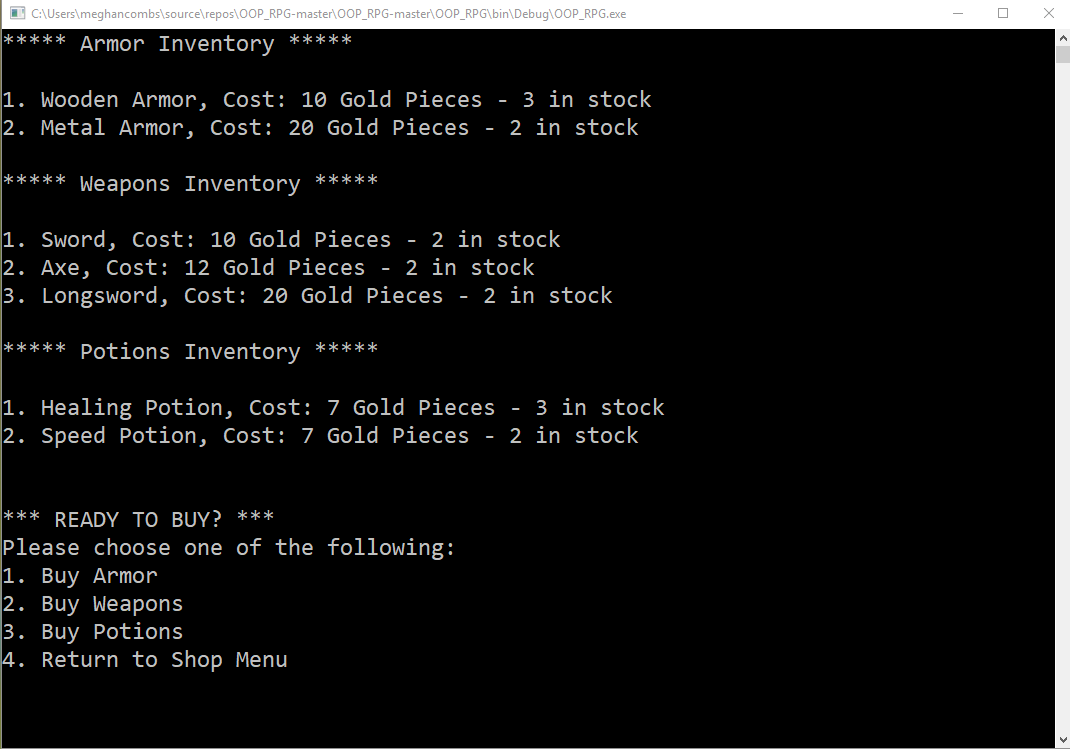 C:\Users\meghancombs\source\repos\OOP_RPG-master\OOP_RPG-master\OOP_RPG\bin\Debug\OOP_RPG.exe
***** Armor Inventory *****
1. Wooden Armor, Cost: 10 Gold Pieces - 3 in stock
2. Metal Armor, Cost: 20 Gold Pieces - 2 in stock
***** Weapons Inventory *****
1. Sword, Cost: 10 Gold Pieces - 2 in stock
2. Axe, Cost: 12 Gold Pieces - 2 in stock
3. Longsword, Cost: 20 Gold Pieces - 2 in stock
***** Potions Inventory *****
1. Healing Potion, Cost: 7 Gold Pieces - 3 in stock
2. Speed Potion, Cost: 7 Gold Pieces - 2 in stock
*** READY TO BUY? ***
Please choose one of the following:
1. Buy Armor
2. Buy Weapons
3. Buy Potions
4. Return to Shop Menu